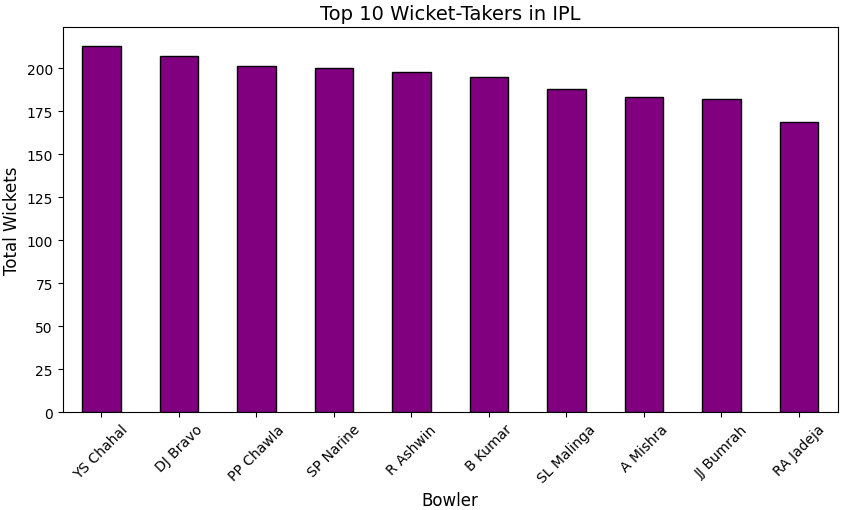 Top 10 Wicket-Takers in IPL
Total Wickets
200
175
150
125
100
75
50
25
0
YS Chahal
DJ Bravo
PP Chawla
SP Narine
R Ashwin
B Kumar
SL Malinga
A Mishra
JJ Bumrah
RA Jadeja
Bowler